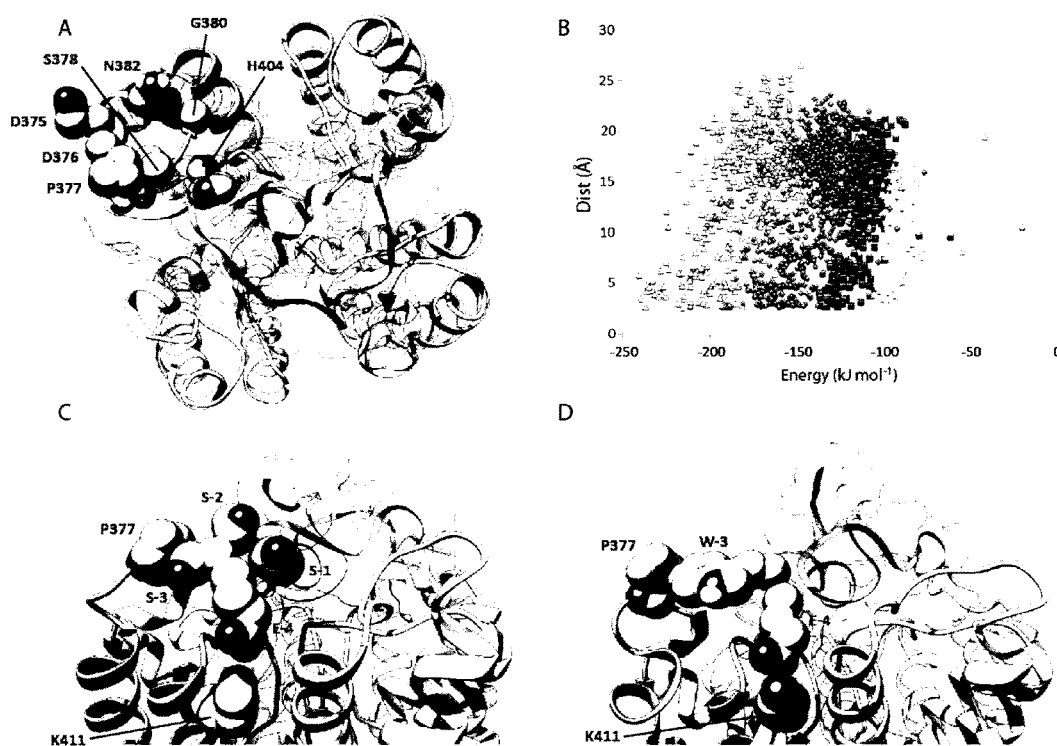 A
G380
S378
N382
H404
D375
D376
P377
B
30
25
20
15
10
5
0
Dist (Å)
-250
-200
-150
-100
-50
0
Energy (kJ mol⁻¹)
C
S-2
P377
S-1
S-3
K411
D
P377
W-3
K411